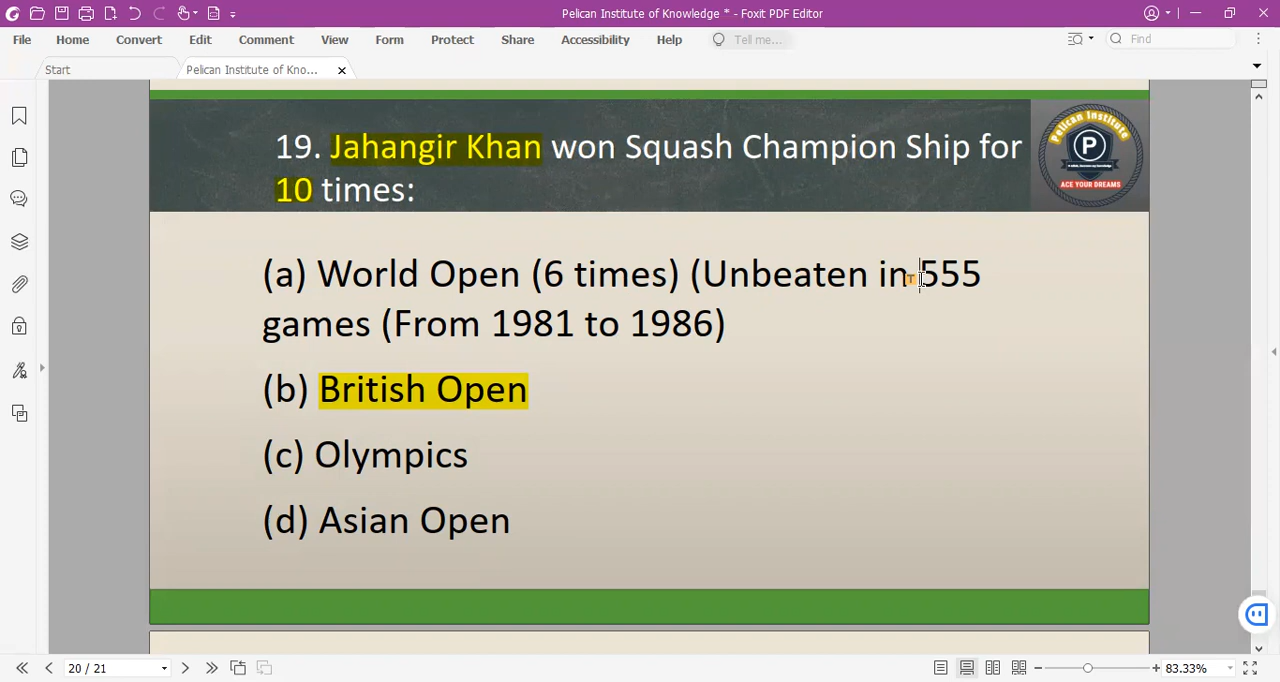 Pelican Institute of Knowledge * - Foxit PDF Editor
File Home Convert Edit Comment View Form Protect Share Accessibility Help Tell me... Find
Start Pelican Institute of Kno...
19. Jahangir Khan won Squash Champion Ship for
10 times:
Pelican Institute
P
ACE YOUR DREAMS
(a) World Open (6 times) (Unbeaten in 555
games (From 1981 to 1986)
(b) British Open
(c) Olympics
(d) Asian Open
20 / 21 83.33%